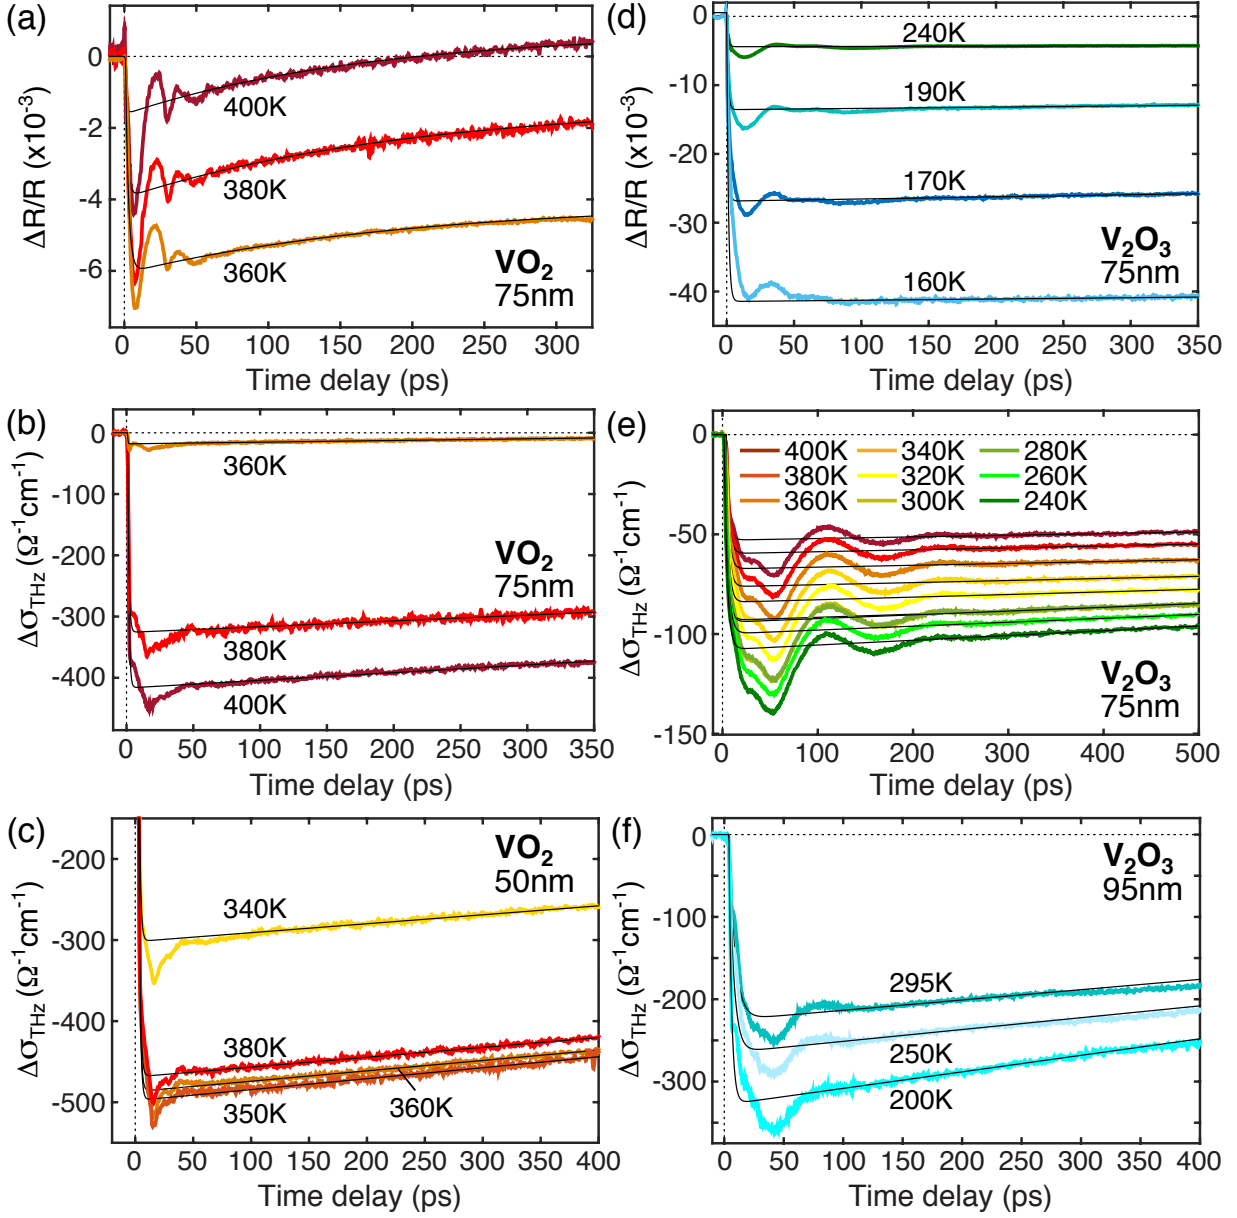 (a)
0
-2
-4
-6
ΔR/R (x10⁻³)
400K
380K
360K
VO₂
75nm
0 50 100 150 200 250 300
Time delay (ps)
(b)
0
-100
-200
-300
-400
Δσ_THz (Ω⁻¹cm⁻¹)
360K
VO₂
75nm
380K
400K
0 50 100 150 200 250 300 350
Time delay (ps)
(c)
-200
-300
-400
-500
Δσ_THz (Ω⁻¹cm⁻¹)
VO₂
50nm
340K
380K
350K
360K
0 50 100 150 200 250 300 350 400
Time delay (ps)
(d)
0
-10
-20
-30
-40
ΔR/R (x10⁻³)
240K
190K
170K
V₂O₃
75nm
160K
0 50 100 150 200 250 300 350
Time delay (ps)
(e)
0
-50
-100
-150
Δσ_THz (Ω⁻¹cm⁻¹)
400K 340K 280K
380K 320K 260K
360K 300K 240K
V₂O₃
75nm
0 100 200 300 400 500
Time delay (ps)
(f)
0
-100
-200
-300
Δσ_THz (Ω⁻¹cm⁻¹)
V₂O₃
95nm
295K
250K
200K
0 50 100 150 200 250 300 350 400
Time delay (ps)